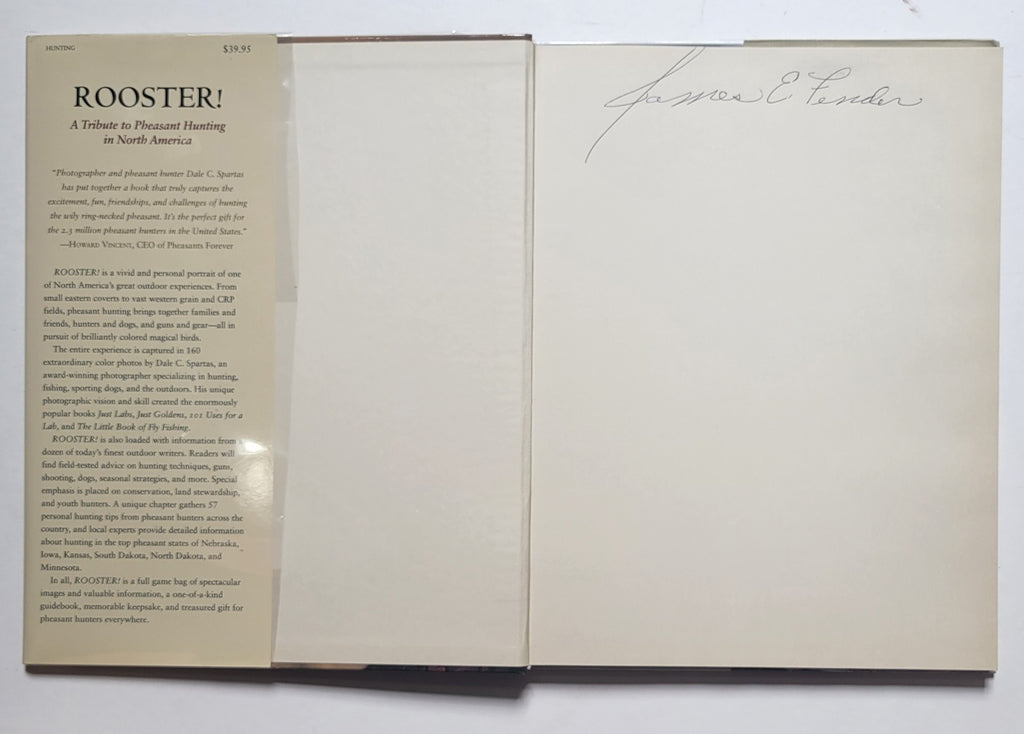 HUNTING
$39.95
ROOSTER!
A Tribute to Pheasant Hunting
in North America
"Photographer and pheasant hunter Dale C. Spartas
has put together a book that truly captures the
excitement, fun, friendships, and challenges of hunting
the wily ring-necked pheasant. It's the perfect gift for
the 2.3 million pheasant hunters in the United States."
—HOWARD VINCENT, CEO of Pheasants Forever
ROOSTER! is a vivid and personal portrait of one
of North America's great outdoor experiences. From
small eastern coverts to vast western grain and CRP
fields, pheasant hunting brings together families and
friends, hunters and dogs, and guns and gear—all in
pursuit of brilliantly colored magical birds.
The entire experience is captured in 160
extraordinary color photos by Dale C. Spartas, an
award-winning photographer specializing in hunting,
fishing, sporting dogs, and the outdoors. His unique
photographic vision and skill created the enormously
popular books Just Labs, Just Goldens, 101 Uses for a
Lab, and The Little Book of Fly Fishing.
ROOSTER! is also loaded with information from
dozen of today's finest outdoor writers. Readers will
find field-tested advice on hunting techniques, guns,
shooting, dogs, seasonal strategies, and more. Special
emphasis is placed on conservation, land stewardship,
and youth hunters. A unique chapter gathers 57
personal hunting tips from pheasant hunters across the
country, and local experts provide detailed information
about hunting in the top pheasant states of Nebraska,
Iowa, Kansas, South Dakota, North Dakota, and
Minnesota.
In all, ROOSTER! is a full game bag of spectacular
images and valuable information, a one-of-a-kind
guidebook, memorable keepsake, and treasured gift for
pheasant hunters everywhere.
James E Fender